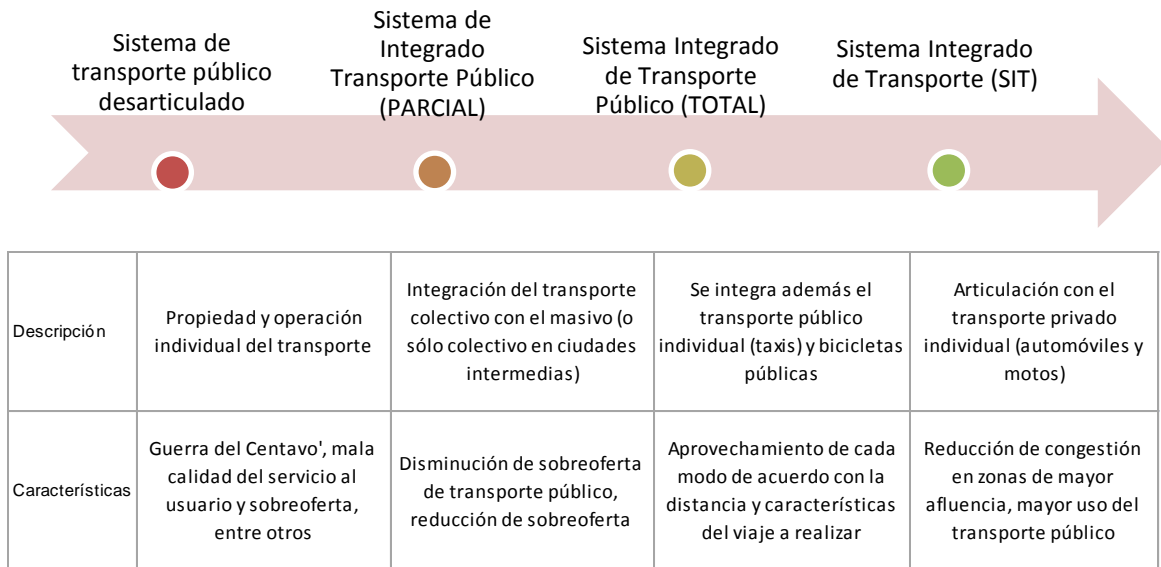 Sistema de
transporte público
desarticulado
Sistema de
Integrado
Transporte Público
(PARCIAL)
Sistema Integrado
de Transporte
Público (TOTAL)
Sistema Integrado
de Transporte (SIT)
Descripción
Propiedad y operación
individual del transporte
Integración del transporte
colectivo con el masivo (o
sólo colectivo en ciudades
intermedias)
Se integra además el
transporte público
individual (taxis) y bicicletas
públicas
Articulación con el
transporte privado
individual (automóviles y
motos)
Características
Guerra del Centavo', mala
calidad del servicio al
usuario y sobreoferta,
entre otros
Disminución de sobreoferta
de transporte público,
reducción de sobreoferta
Aprovechamiento de cada
modo de acuerdo con la
distancia y características
del viaje a realizar
Reducción de congestión
en zonas de mayor
afluencia, mayor uso del
transporte público